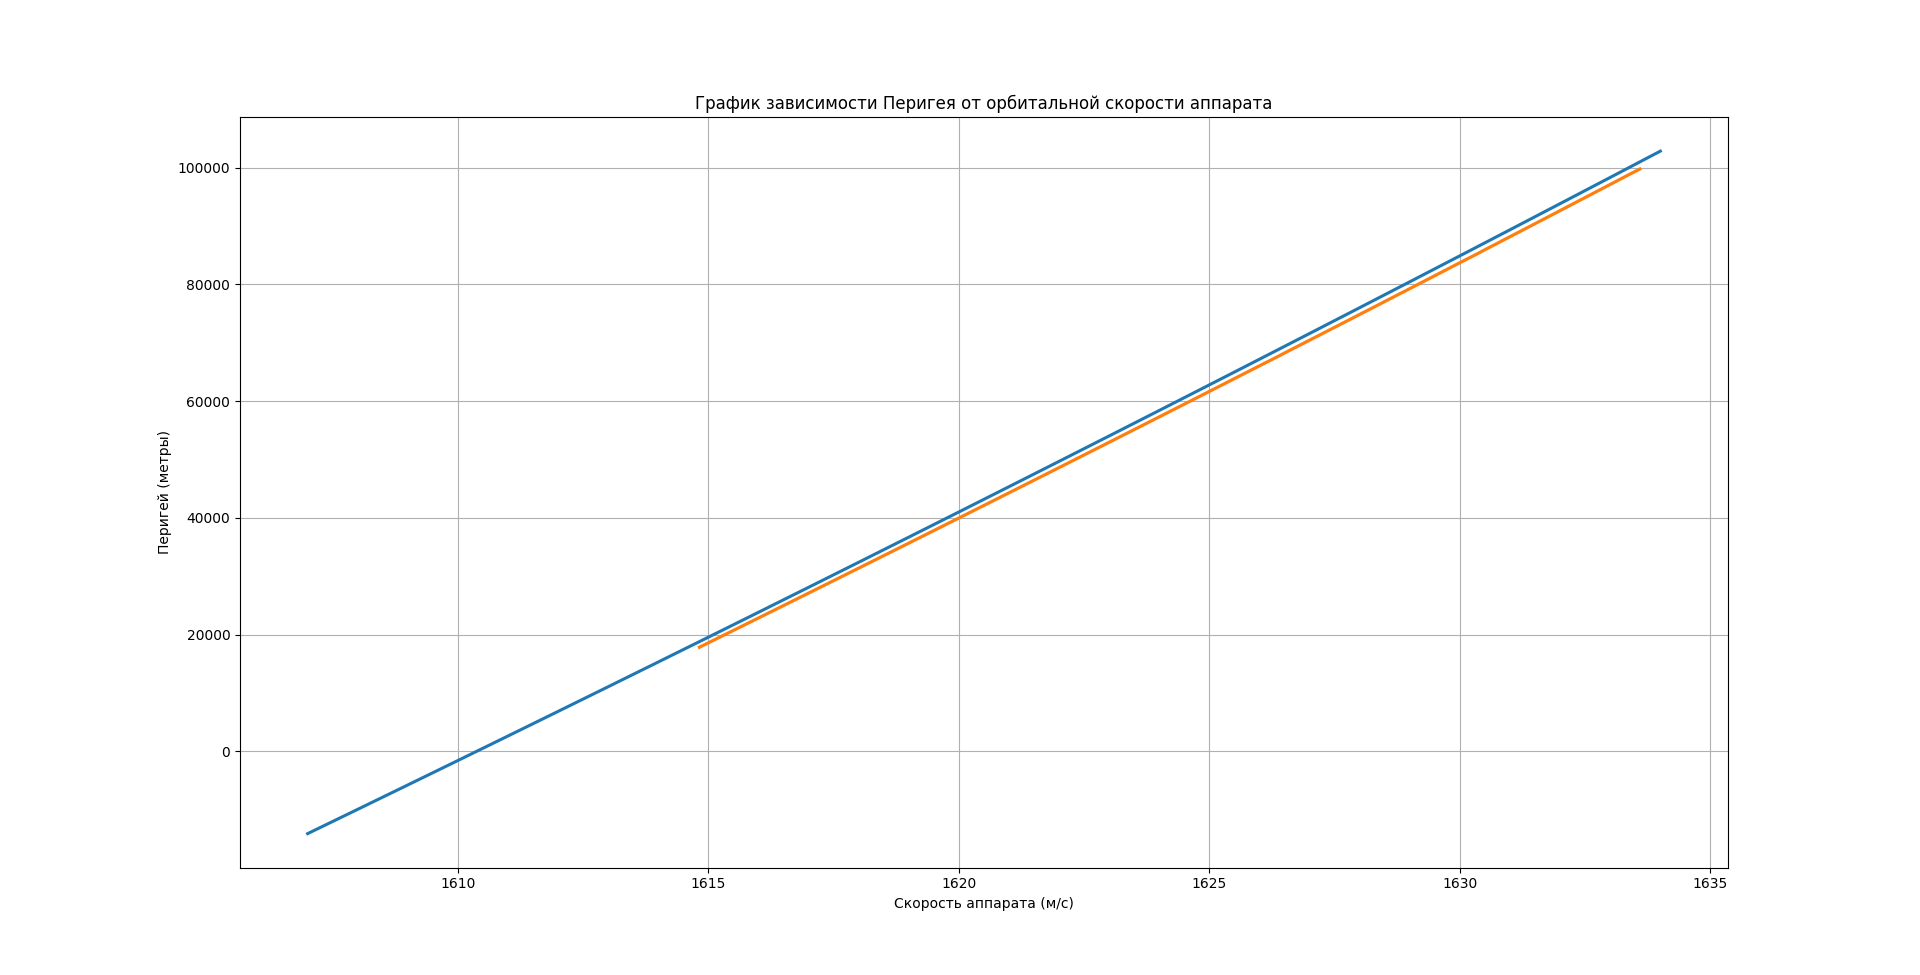 График зависимости Перигея от орбитальной скорости аппарата
100000
80000
60000
40000
20000
0
Перигей (метры)
1610 1615 1620 1625 1630 1635
Скорость аппарата (м/с)